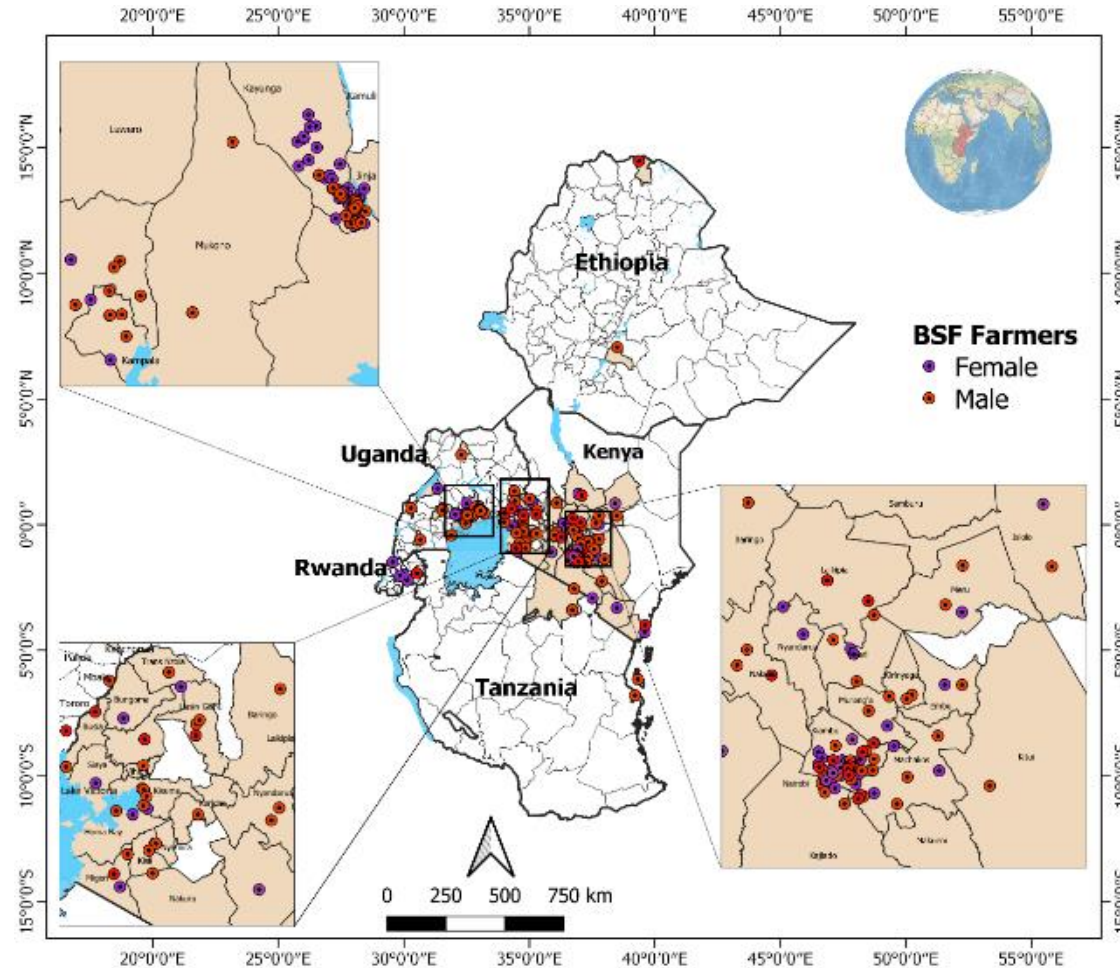 20°0'0"E 25°0'0"E 30°0'0"E 35°0'0"E 40°0'0"E 45°0'0"E 50°0'0"E 55°0'0"E
Kayunga
Kamuli
Luwero
Jinja
Mukono
Kampala
15°0'0"N
10°0'0"N
5°0'0"N
0°0'0"
5°0'0"S
10°0'0"S
15°0'0"S
Ethiopia
BSF Farmers
Female
Male
Uganda
Kenya
Rwanda
Tanzania
Samburu
Baringo
Isiolo
Laikipia
Meru
Nyandarua
Nakuru
Kirinyaga
Murang'a
Embu
Kiambu
Machakos
Kitui
Nairobi
Makueni
Kajiado
Trans Nzoia
Bungoma
Tororo
Uasin Gishu
Baringo
Busia
Laikipia
Siaya
Vihiga
Lake Victoria
Kisumu
Nyandarua
Homa Bay
Kisii
Migori
Nakuru
0 250 500 750 km
20°0'0"E 25°0'0"E 30°0'0"E 35°0'0"E 40°0'0"E 45°0'0"E 50°0'0"E 55°0'0"E